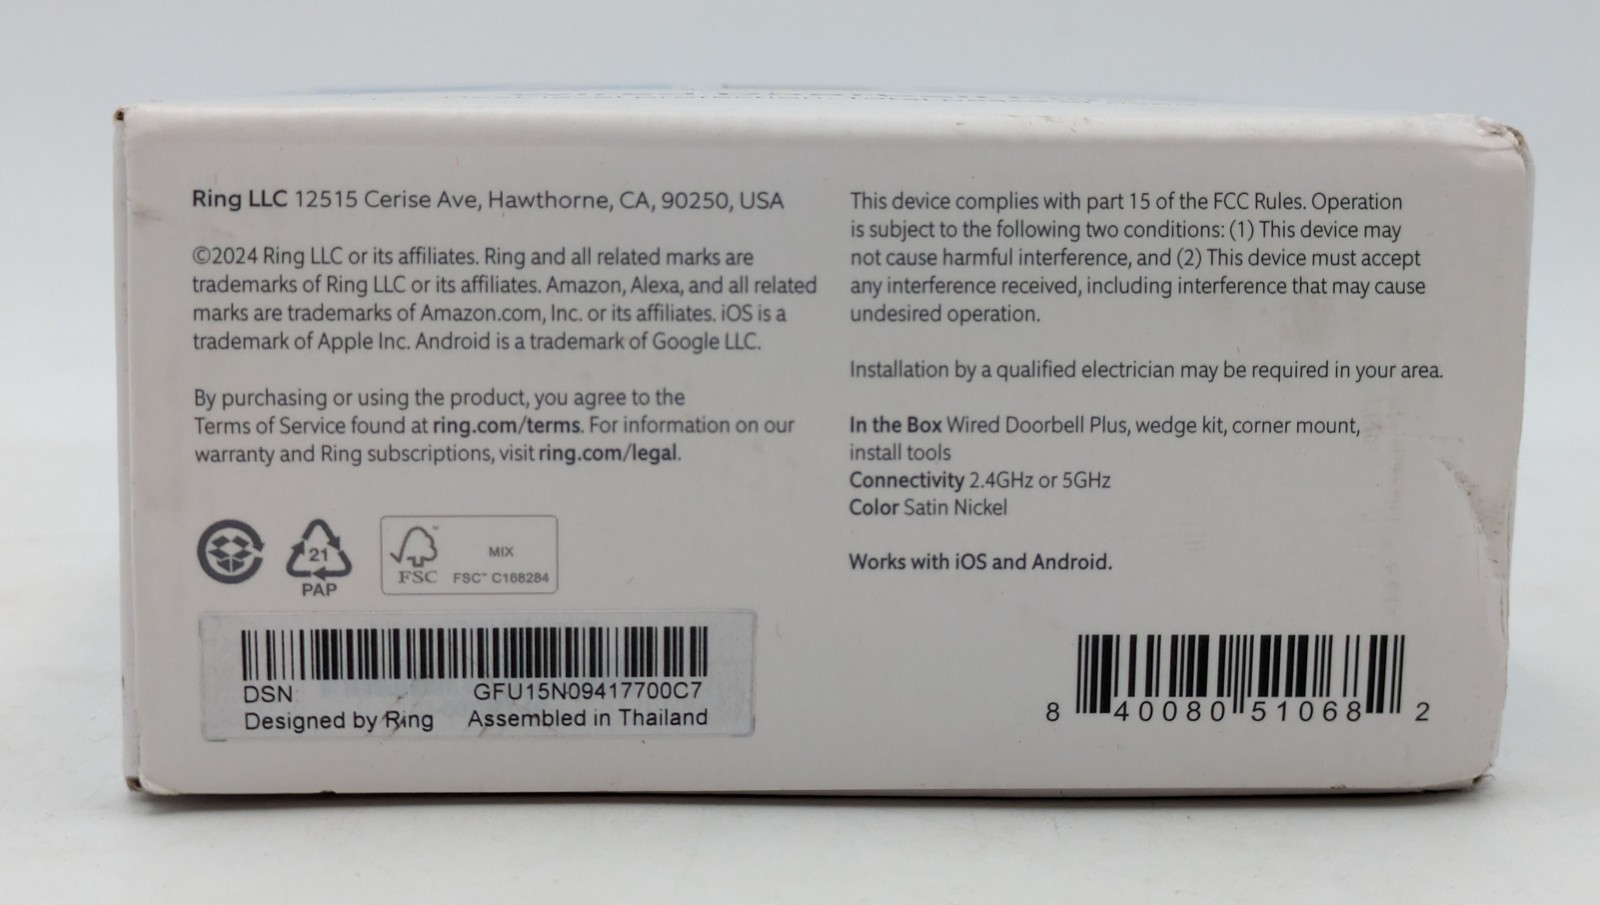 Ring LLC 12515 Cerise Ave, Hawthorne, CA, 90250, USA
©2024 Ring LLC or its affiliates. Ring and all related marks are
trademarks of Ring LLC or its affiliates. Amazon, Alexa, and all related
marks are trademarks of Amazon.com, Inc. or its affiliates. iOS is a
trademark of Apple Inc. Android is a trademark of Google LLC.
By purchasing or using the product, you agree to the
Terms of Service found at ring.com/terms. For information on our
warranty and Ring subscriptions, visit ring.com/legal.
21
PAP
FSC™
MIX
FSC™ C168284
DSN GFU15N09417700C7
Designed by Ring Assembled in Thailand
This device complies with part 15 of the FCC Rules. Operation
is subject to the following two conditions: (1) This device may
not cause harmful interference, and (2) This device must accept
any interference received, including interference that may cause
undesired operation.
Installation by a qualified electrician may be required in your area.
In the Box Wired Doorbell Plus, wedge kit, corner mount,
install tools
Connectivity 2.4GHz or 5GHz
Color Satin Nickel
Works with iOS and Android.
8 40080 51068 2